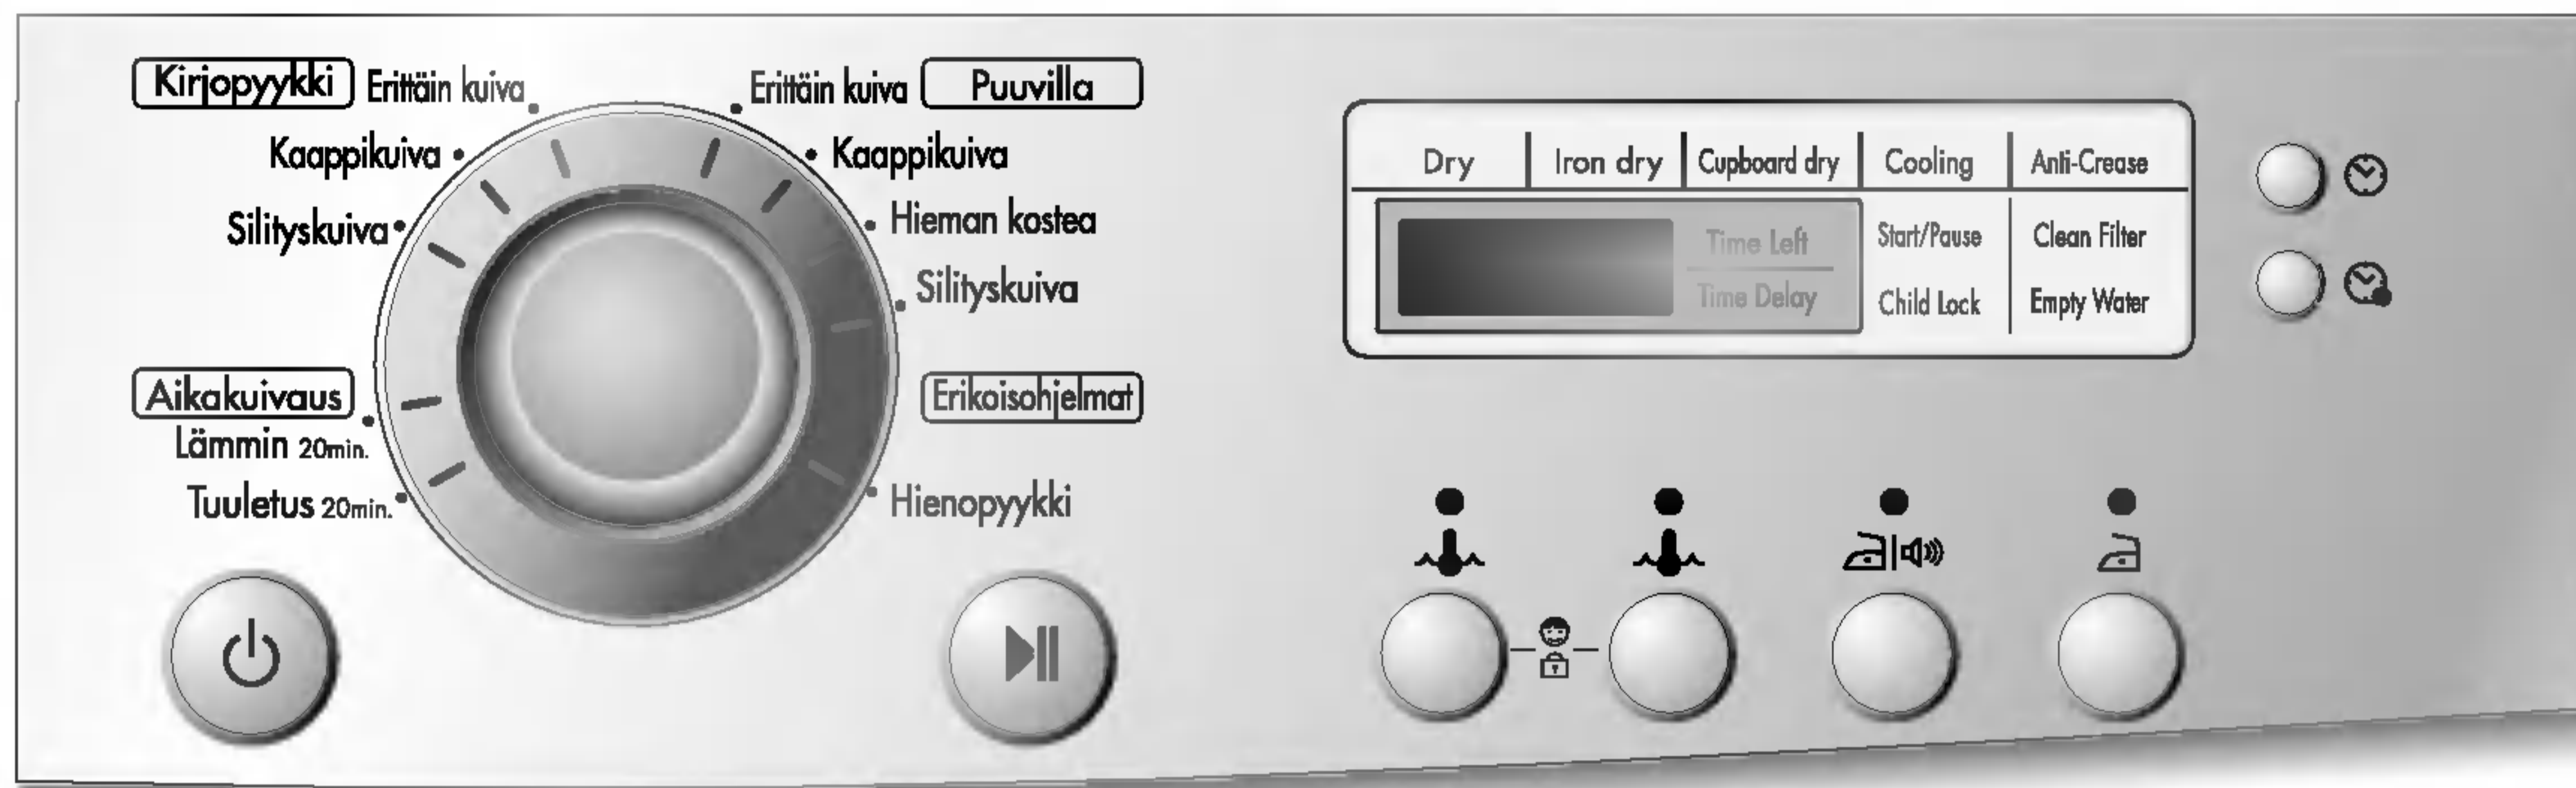 Kirjopyykki Erittäin kuiva
Kaappikuiva
Silityskuiva
Aikakuivaus
Lämmin 20min.
Tuuletus 20min.
Erittäin kuiva Puuvilla
Kaappikuiva
Hieman kostea
Silityskuiva
Erikoisohjelmat
Hienopyykki
Dry Iron dry Cupboard dry Cooling Anti-Crease
Time Left Start/Pause Clean Filter
Time Delay Child Lock Empty Water